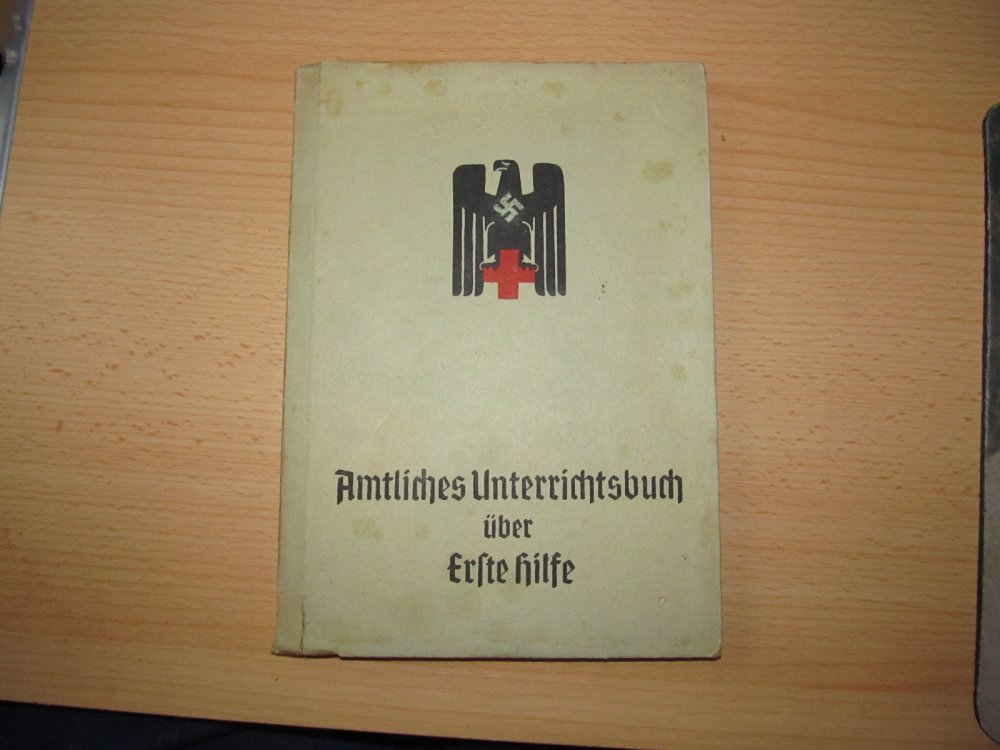 Amtliches Unterrichtsbuch
über
Erſte Hilfe